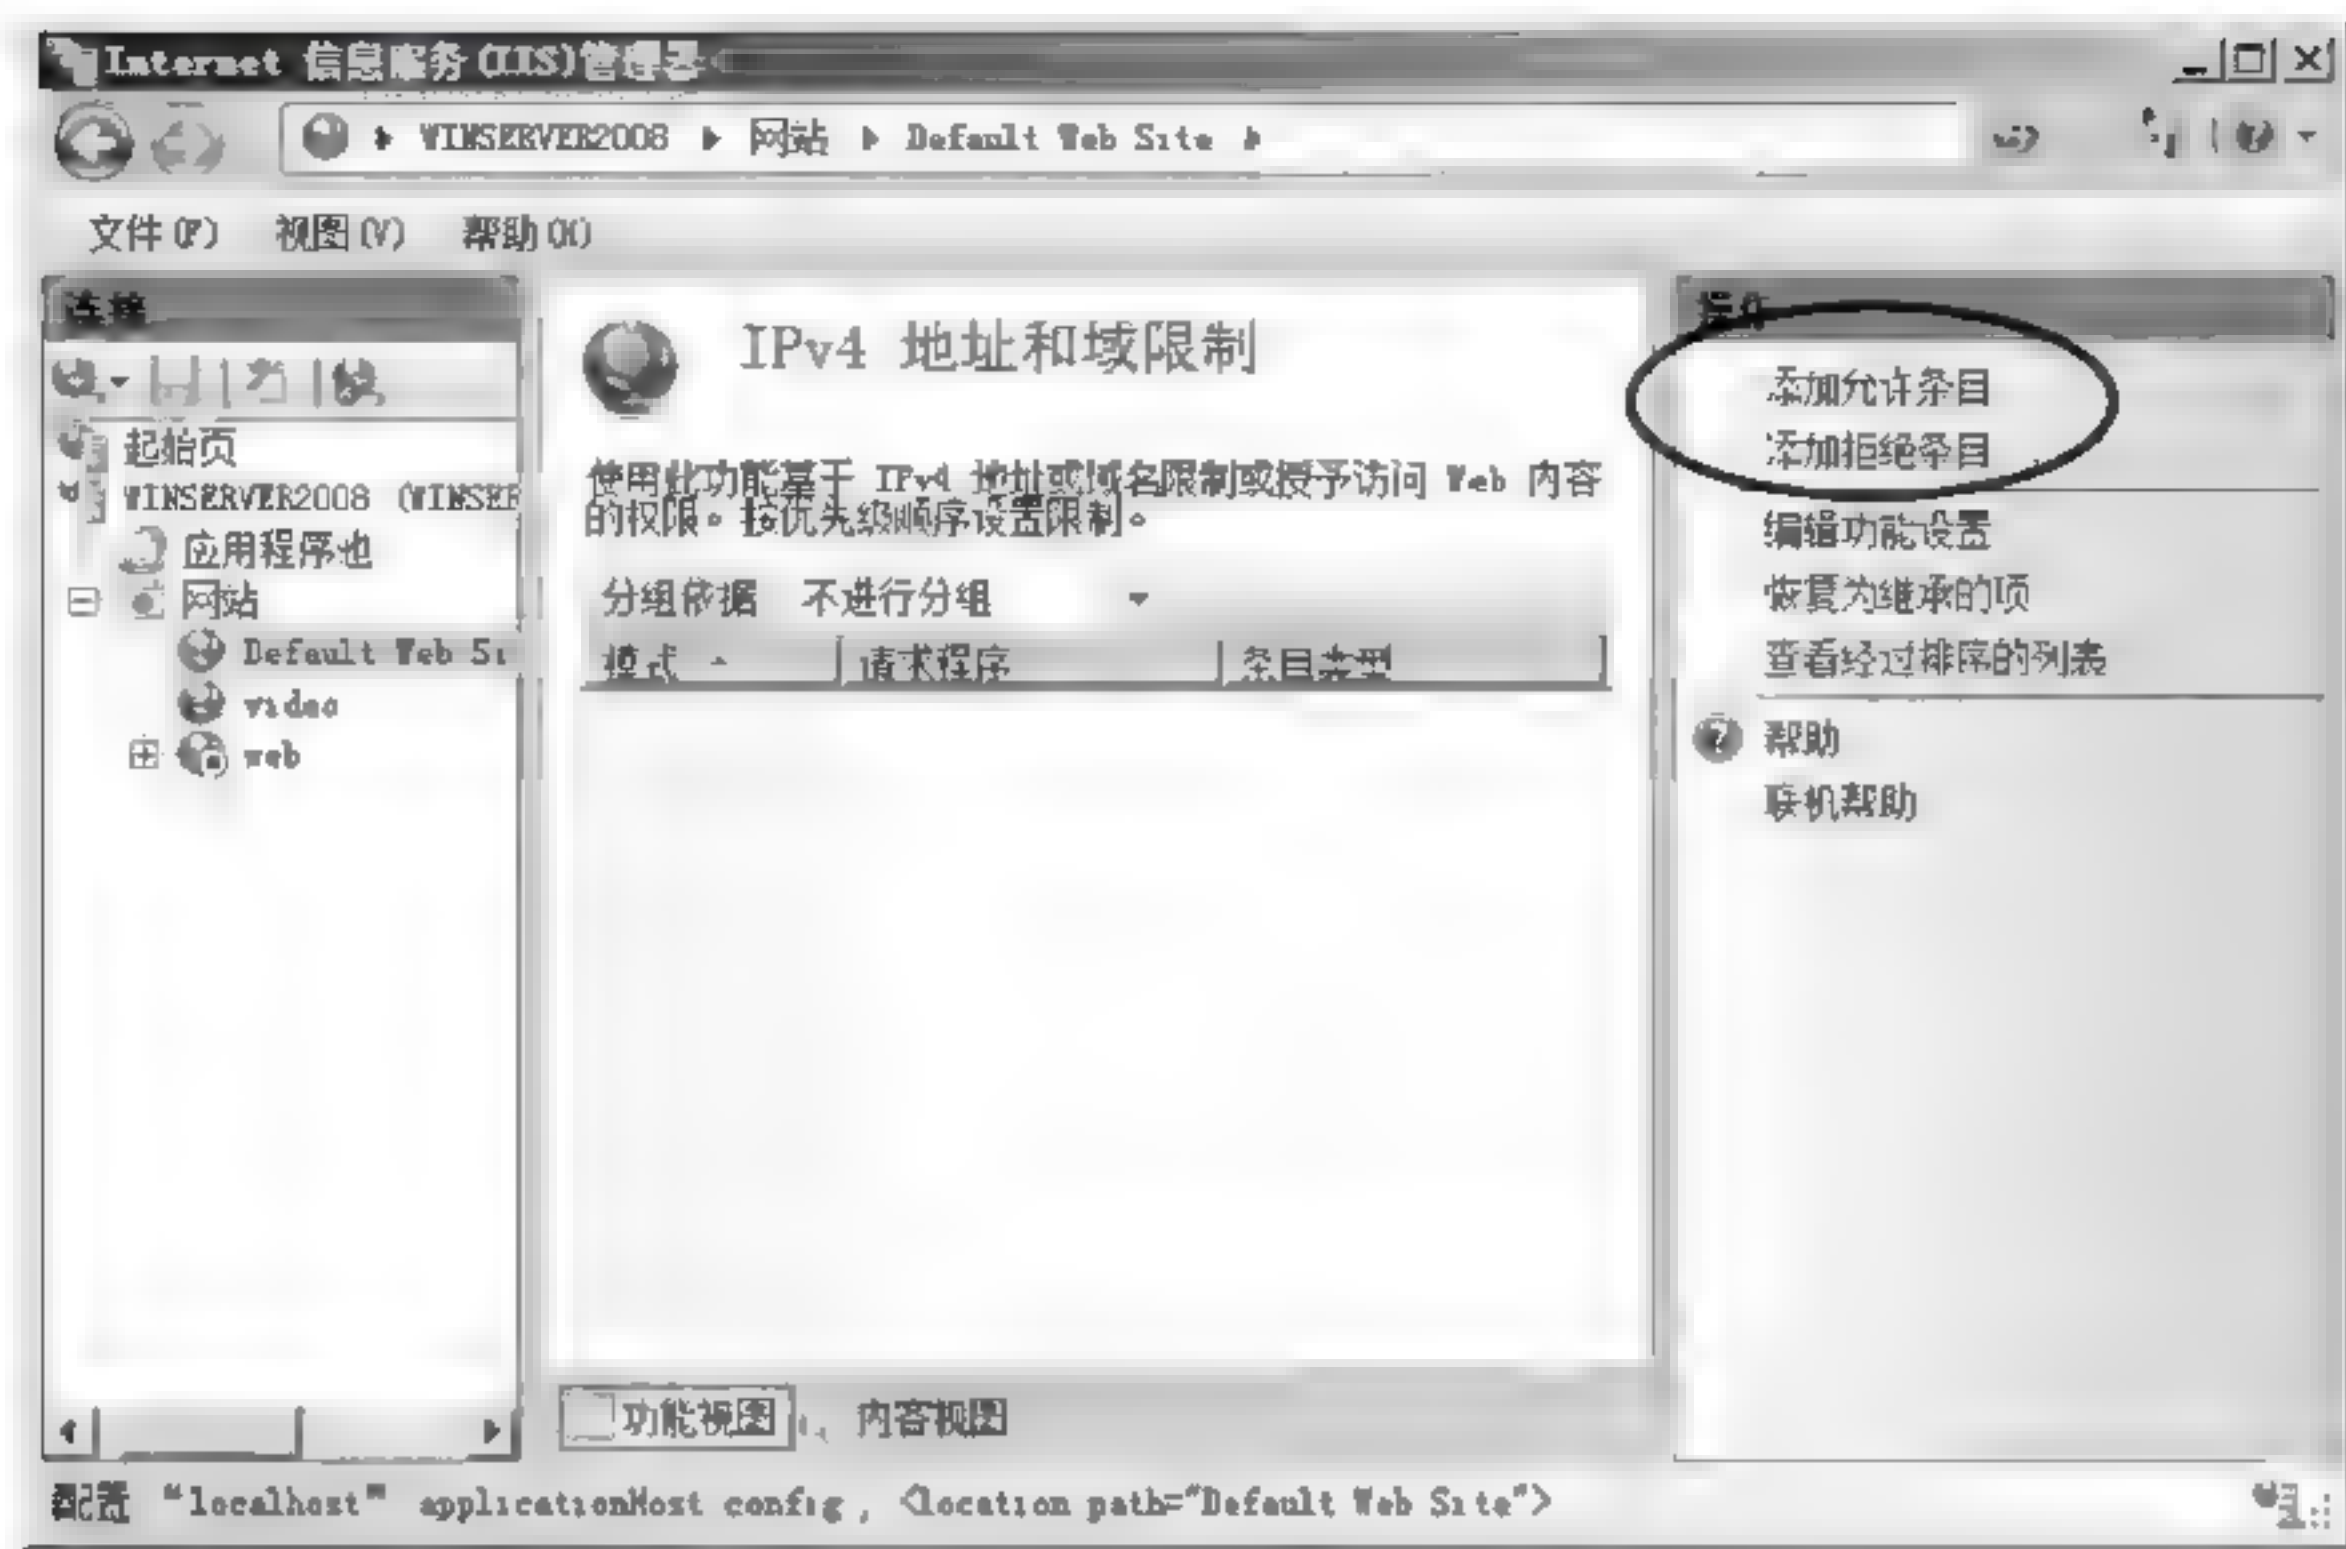 Internet 信息服务(IIS)管理器
WINSERVER2008 网站 Default Web Site
文件(F) 视图(V) 帮助(H)
连接
起始页
WINSERVER2008 (WINSER
应用程序池
网站
Default Web Si
video
web
IPv4 地址和域限制
使用此功能基于 IPv4 地址或域名限制或授予访问 Web 内容
的权限。按优先级顺序设置限制。
分组依据 不进行分组
模式 请求程序 条目类型
功能视图 内容视图
操作
添加允许条目
添加拒绝条目
编辑功能设置
恢复为继承的项
查看经过排序的列表
帮助
联机帮助
配置 “localhost” applicationHost config, <location path="Default Web Site">